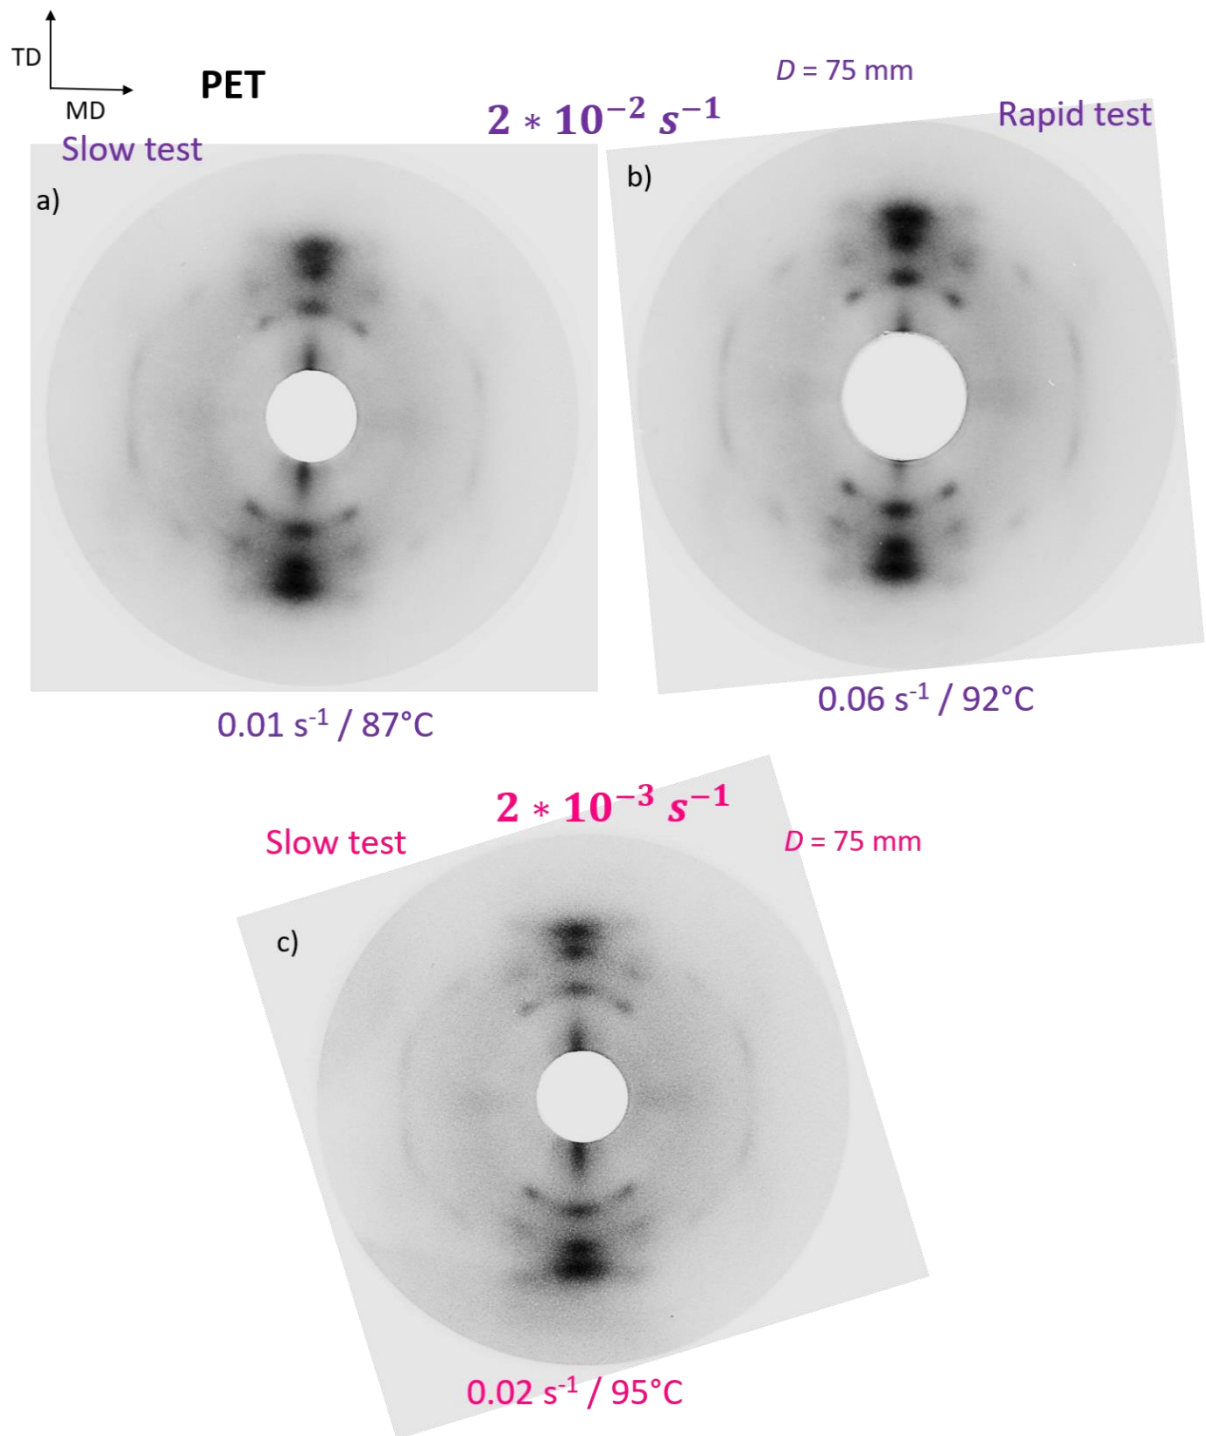 TD
MD
PET
D = 75 mm
2 * 10⁻² s⁻¹
Slow test
Rapid test
a)
b)
0.01 s⁻¹ / 87°C
0.06 s⁻¹ / 92°C
2 * 10⁻³ s⁻¹
Slow test
D = 75 mm
c)
0.02 s⁻¹ / 95°C